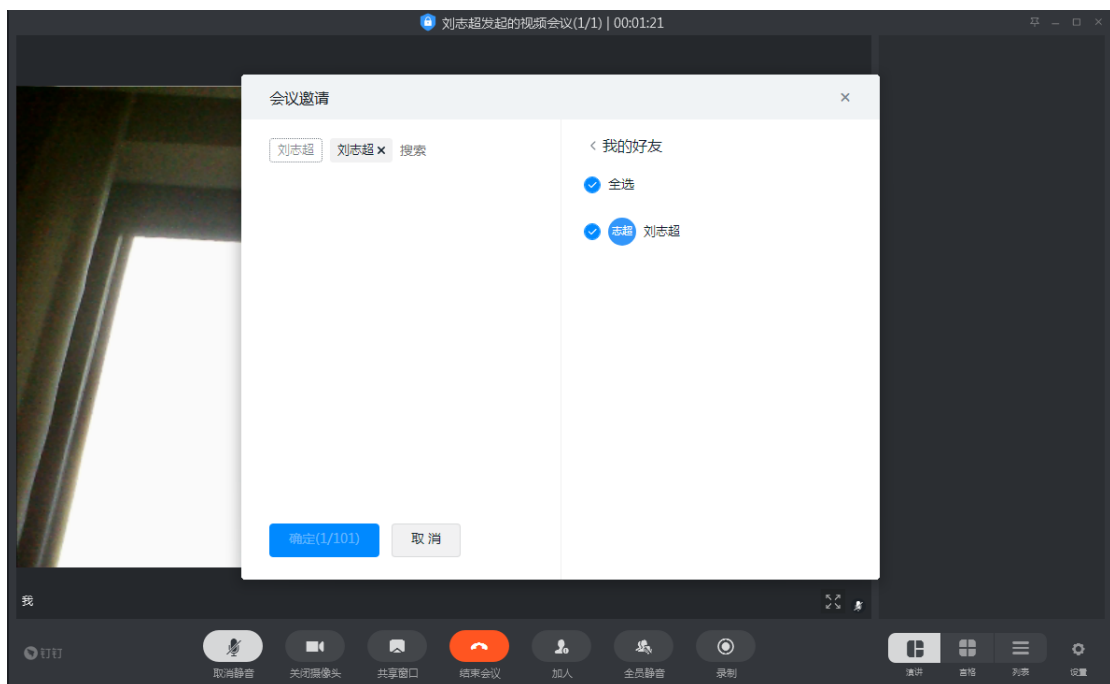 刘志超发起的视频会议(1/1) | 00:01:21
会议邀请
刘志超 刘志超 搜索
我的好友
全选
志超 刘志超
确定(1/101) 取 消
我
钉钉
取消静音 关闭摄像头 共享窗口 结束会议 加人 全员静音 录制 演讲 宫格 列表 设置